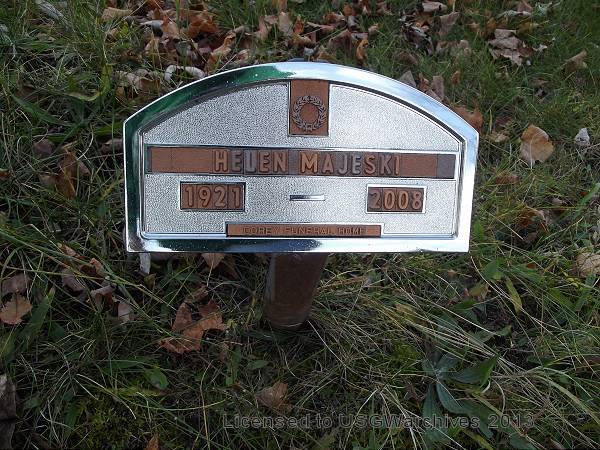 HELEN MAJESKI
1921 — 2008
COREY FUNERAL HOME
Licensed to USGWarchives 2013